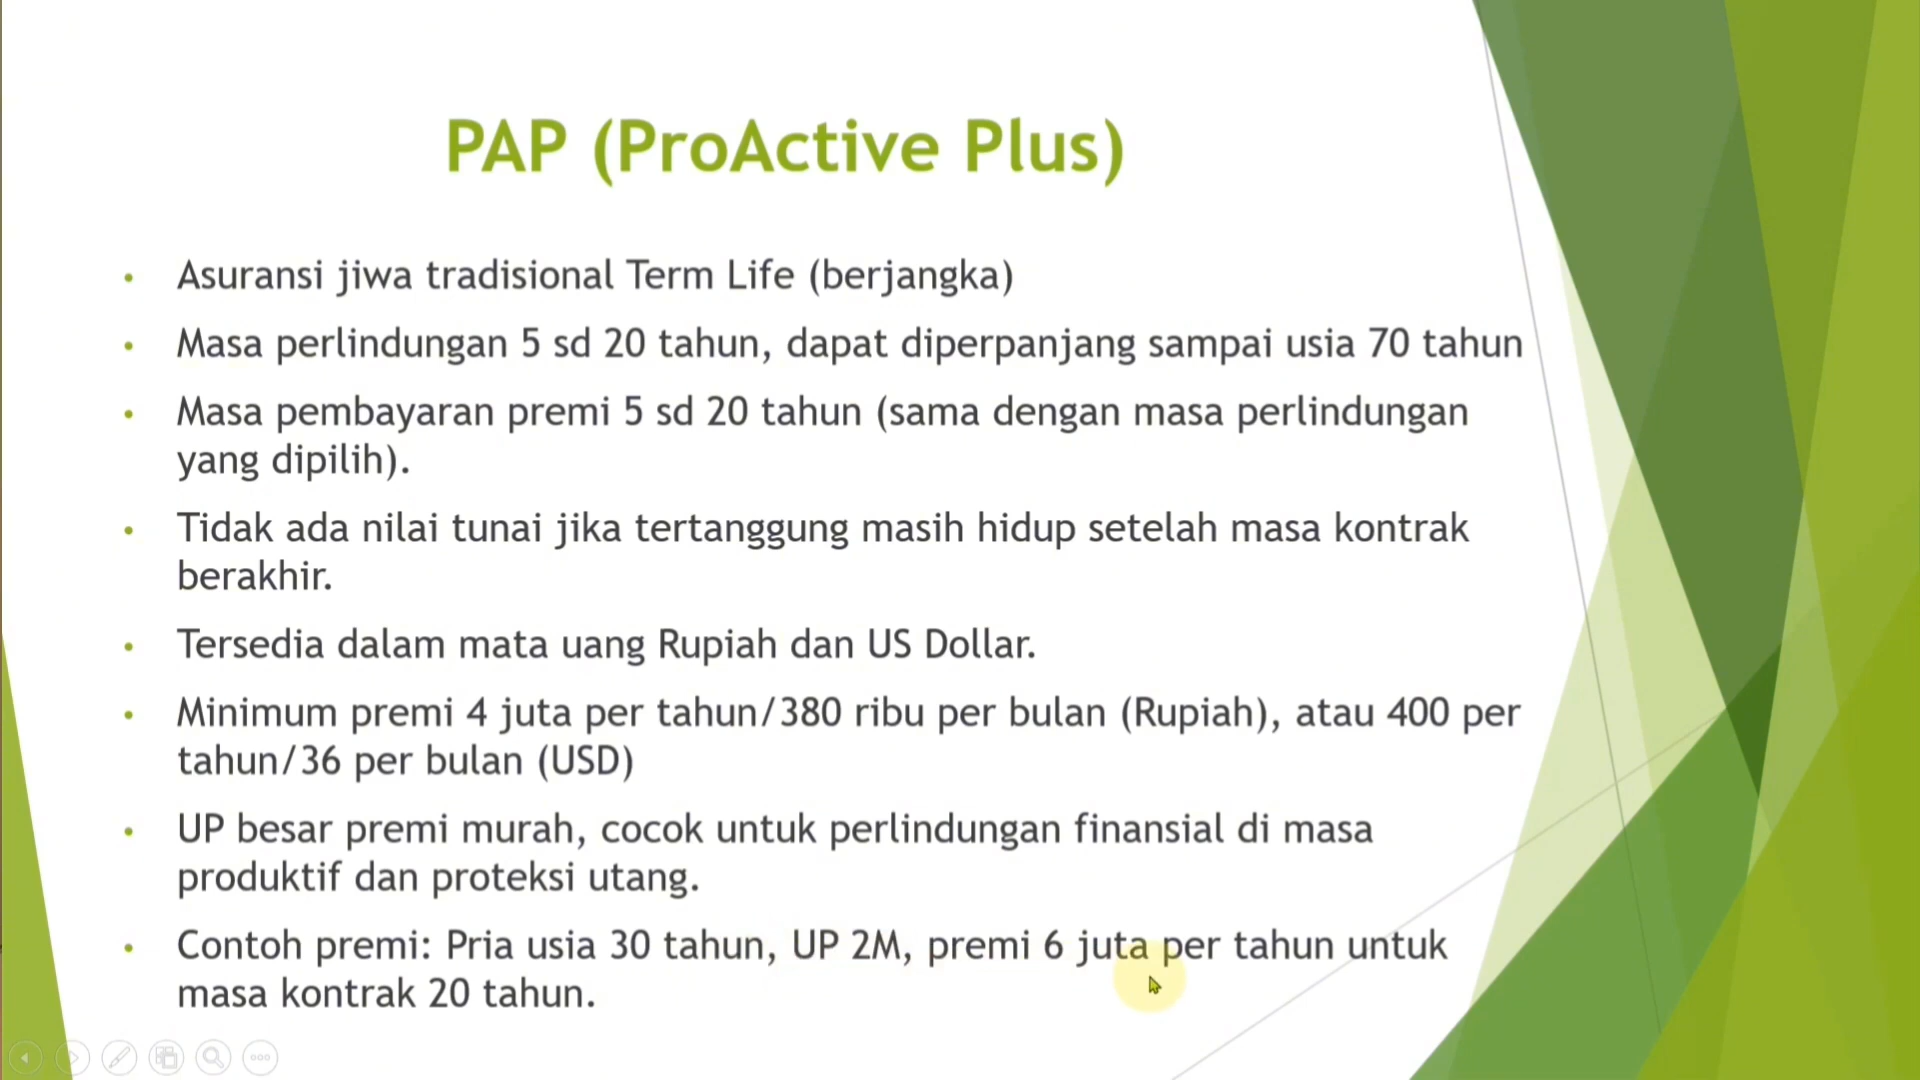 PAP (ProActive Plus)
• Asuransi jiwa tradisional Term Life (berjangka)
• Masa perlindungan 5 sd 20 tahun, dapat diperpanjang sampai usia 70 tahun
• Masa pembayaran premi 5 sd 20 tahun (sama dengan masa perlindungan
yang dipilih).
• Tidak ada nilai tunai jika tertanggung masih hidup setelah masa kontrak
berakhir.
• Tersedia dalam mata uang Rupiah dan US Dollar.
• Minimum premi 4 juta per tahun/380 ribu per bulan (Rupiah), atau 400 per
tahun/36 per bulan (USD)
• UP besar premi murah, cocok untuk perlindungan finansial di masa
produktif dan proteksi utang.
• Contoh premi: Pria usia 30 tahun, UP 2M, premi 6 juta per tahun untuk
masa kontrak 20 tahun.